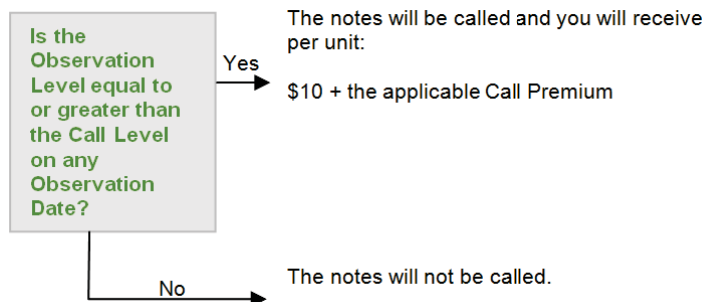 Is the
Observation
Level equal to
or greater than
the Call Level
on any
Observation
Date?
Yes
The notes will be called and you will receive
per unit:
$10 + the applicable Call Premium
No
The notes will not be called.